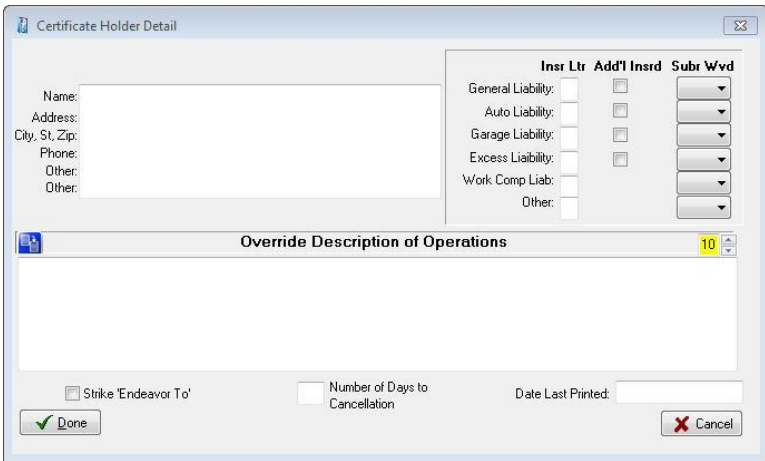 Certificate Holder Detail
Insr Ltr Add'l Insrd Subr Wvd
General Liability:
Auto Liability:
Garage Liability:
Excess Liaibility:
Work Comp Liab:
Other:
Name:
Address:
City, St, Zip:
Phone:
Other:
Other:
Override Description of Operations 10
Strike 'Endeavor To' Number of Days to Cancellation Date Last Printed:
Done Cancel